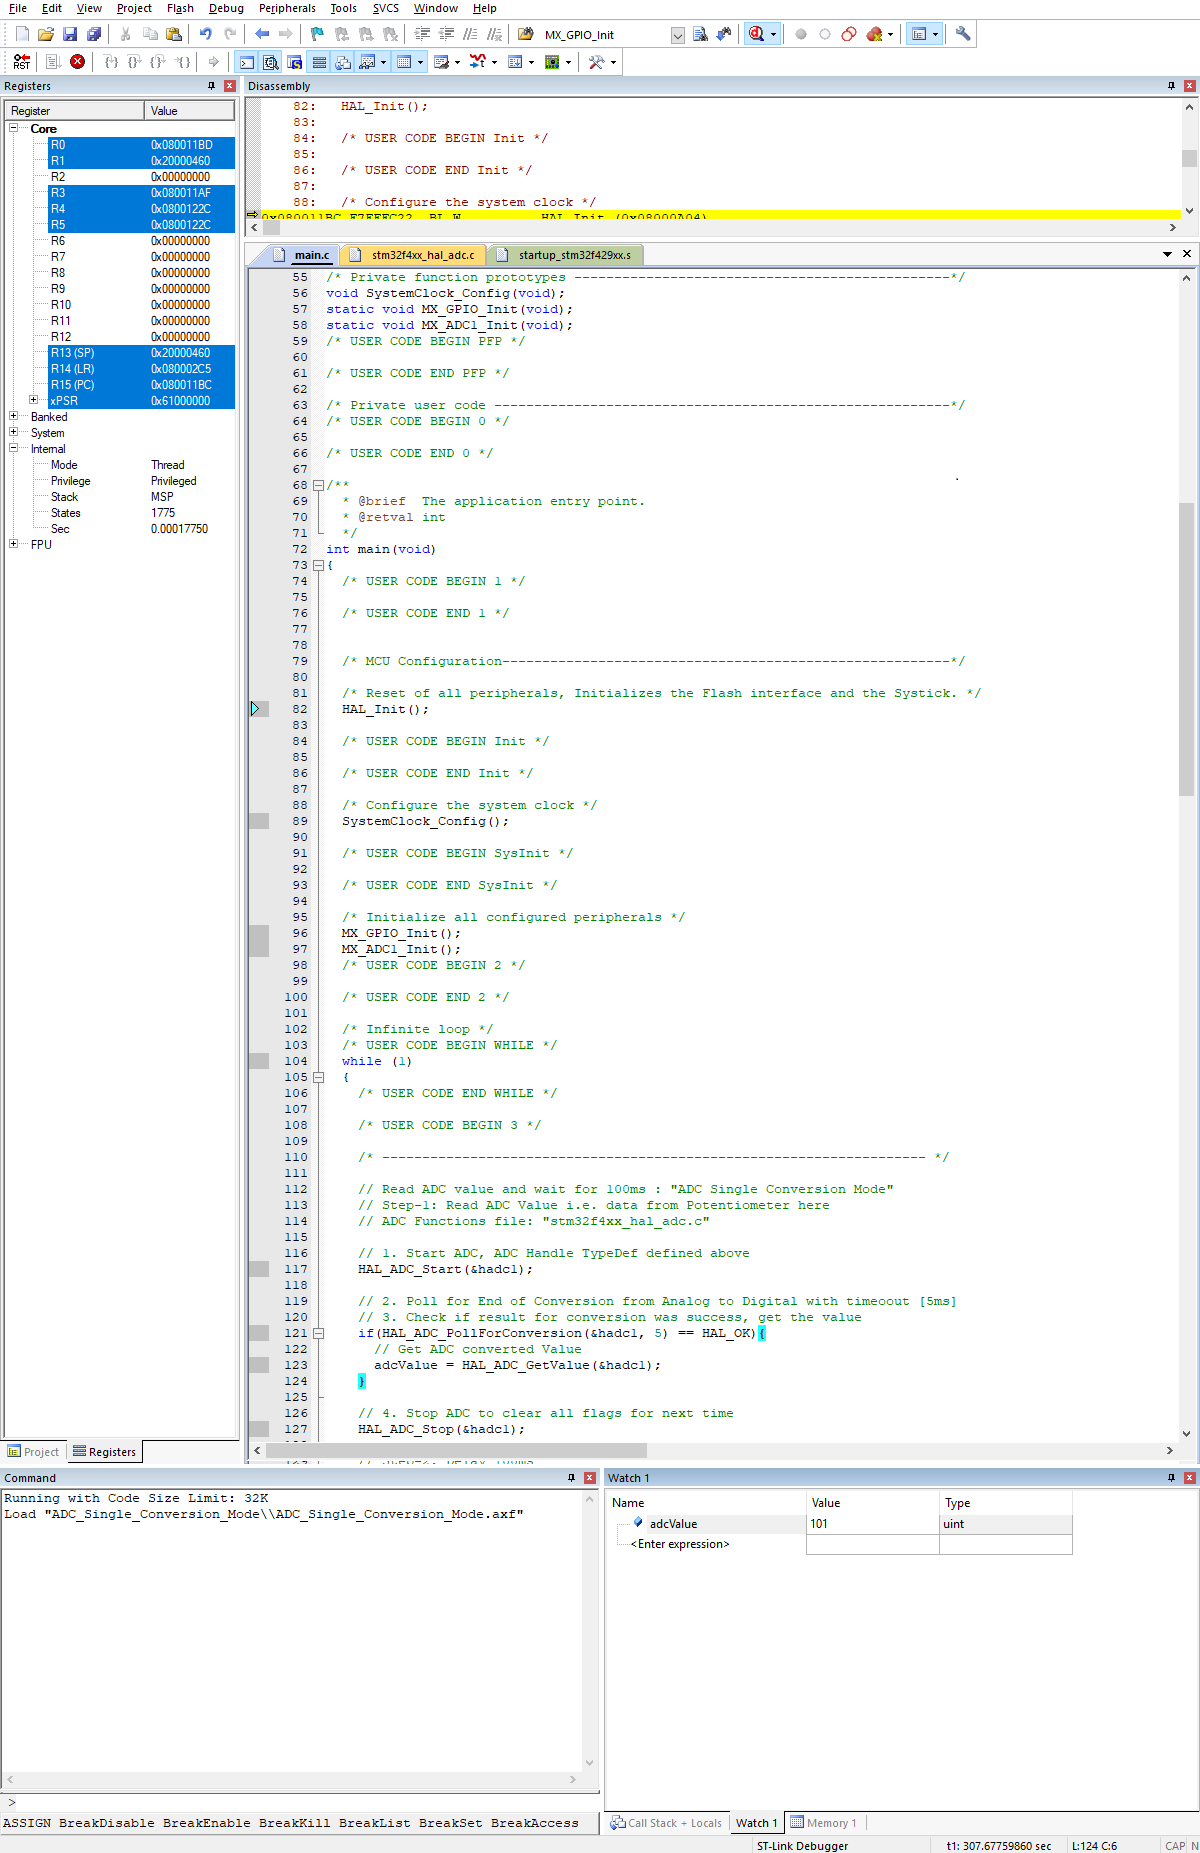 File Edit View Project Flash Debug Peripherals Tools SVCS Window Help
MX_GPIO_Init
RST
Registers
Register Value
Core
R0 0x080011BD
R1 0x20000460
R2 0x00000000
R3 0x080011AF
R4 0x0800122C
R5 0x0800122C
R6 0x00000000
R7 0x00000000
R8 0x00000000
R9 0x00000000
R10 0x00000000
R11 0x00000000
R12 0x00000000
R13 (SP) 0x20000460
R14 (LR) 0x080002C5
R15 (PC) 0x080011BC
xPSR 0x61000000
Banked
System
Internal
Mode Thread
Privilege Privileged
Stack MSP
States 1775
Sec 0.00017750
FPU
Project Registers
Disassembly
82: HAL_Init();
83:
84: /* USER CODE BEGIN Init */
85:
86: /* USER CODE END Init */
87:
88: /* Configure the system clock */
0x080011BC F7FFFC22 BL.W HAL_Init (0x08000A04)
main.c stm32f4xx_hal_adc.c startup_stm32f429xx.s
55 /* Private function prototypes -----------------------------------------------*/
56 void SystemClock_Config(void);
57 static void MX_GPIO_Init(void);
58 static void MX_ADC1_Init(void);
59 /* USER CODE BEGIN PFP */
60
61 /* USER CODE END PFP */
62
63 /* Private user code ---------------------------------------------------------*/
64 /* USER CODE BEGIN 0 */
65
66 /* USER CODE END 0 */
67
68 /**
69 * @brief  The application entry point.
70 * @retval int
71 */
72 int main(void)
73 {
74 /* USER CODE BEGIN 1 */
75
76 /* USER CODE END 1 */
77
78
79 /* MCU Configuration--------------------------------------------------------*/
80
81 /* Reset of all peripherals, Initializes the Flash interface and the Systick. */
82 HAL_Init();
83
84 /* USER CODE BEGIN Init */
85
86 /* USER CODE END Init */
87
88 /* Configure the system clock */
89 SystemClock_Config();
90
91 /* USER CODE BEGIN SysInit */
92
93 /* USER CODE END SysInit */
94
95 /* Initialize all configured peripherals */
96 MX_GPIO_Init();
97 MX_ADC1_Init();
98 /* USER CODE BEGIN 2 */
99
100 /* USER CODE END 2 */
101
102 /* Infinite loop */
103 /* USER CODE BEGIN WHILE */
104 while (1)
105 {
106 /* USER CODE END WHILE */
107
108 /* USER CODE BEGIN 3 */
109
110 /* -------------------------------------------------------------------- */
111
112 // Read ADC value and wait for 100ms : "ADC Single Conversion Mode"
113 // Step-1: Read ADC Value i.e. data from Potentiometer here
114 // ADC Functions file: "stm32f4xx_hal_adc.c"
115
116 // 1. Start ADC, ADC Handle TypeDef defined above
117 HAL_ADC_Start(&hadc1);
118
119 // 2. Poll for End of Conversion from Analog to Digital with timeoout [5ms]
120 // 3. Check if result for conversion was success, get the value
121 if(HAL_ADC_PollForConversion(&hadc1, 5) == HAL_OK){
122 // Get ADC converted Value
123 adcValue = HAL_ADC_GetValue(&hadc1);
124 }
125
126 // 4. Stop ADC to clear all flags for next time
127 HAL_ADC_Stop(&hadc1);
Command
Running with Code Size Limit: 32K
Load "ADC_Single_Conversion_Mode\\ADC_Single_Conversion_Mode.axf"
>
ASSIGN BreakDisable BreakEnable BreakKill BreakList BreakSet BreakAccess
Watch 1
Name Value Type
adcValue 101 uint
<Enter expression>
Call Stack + Locals Watch 1 Memory 1
ST-Link Debugger t1: 307.67759860 sec L:124 C:6 CAP N